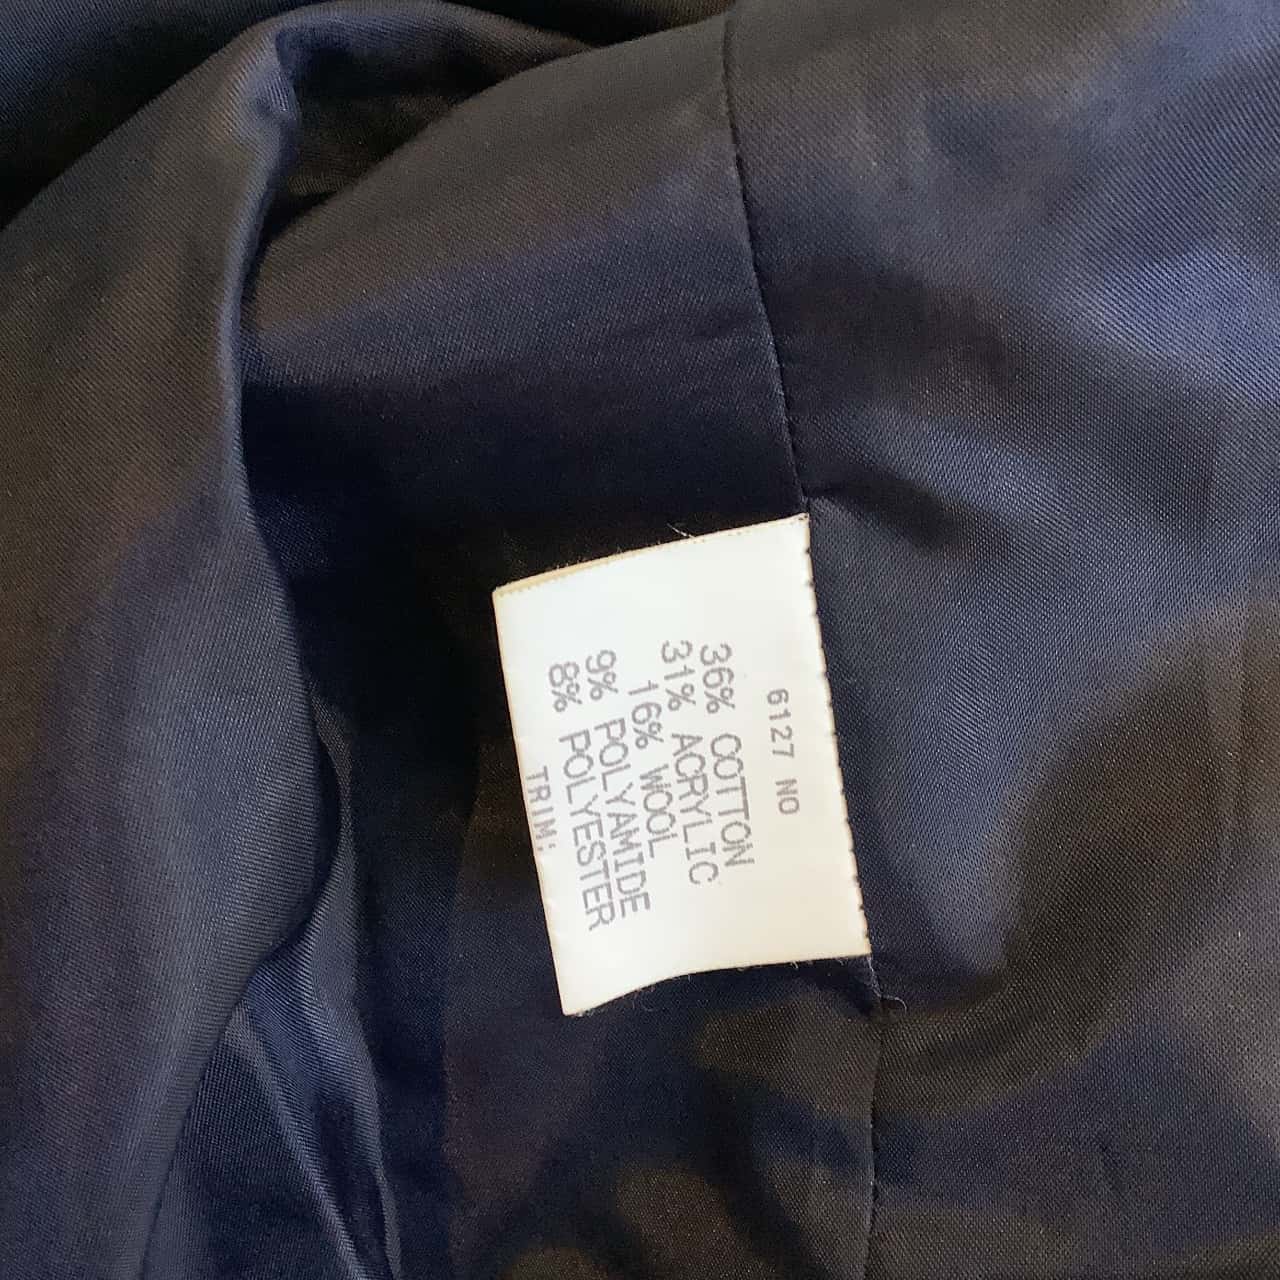 6127 NO
36% COTTON
31% ACRYLIC
16% WOOL
9% POLYAMIDE
8% POLYESTER
TRIM: